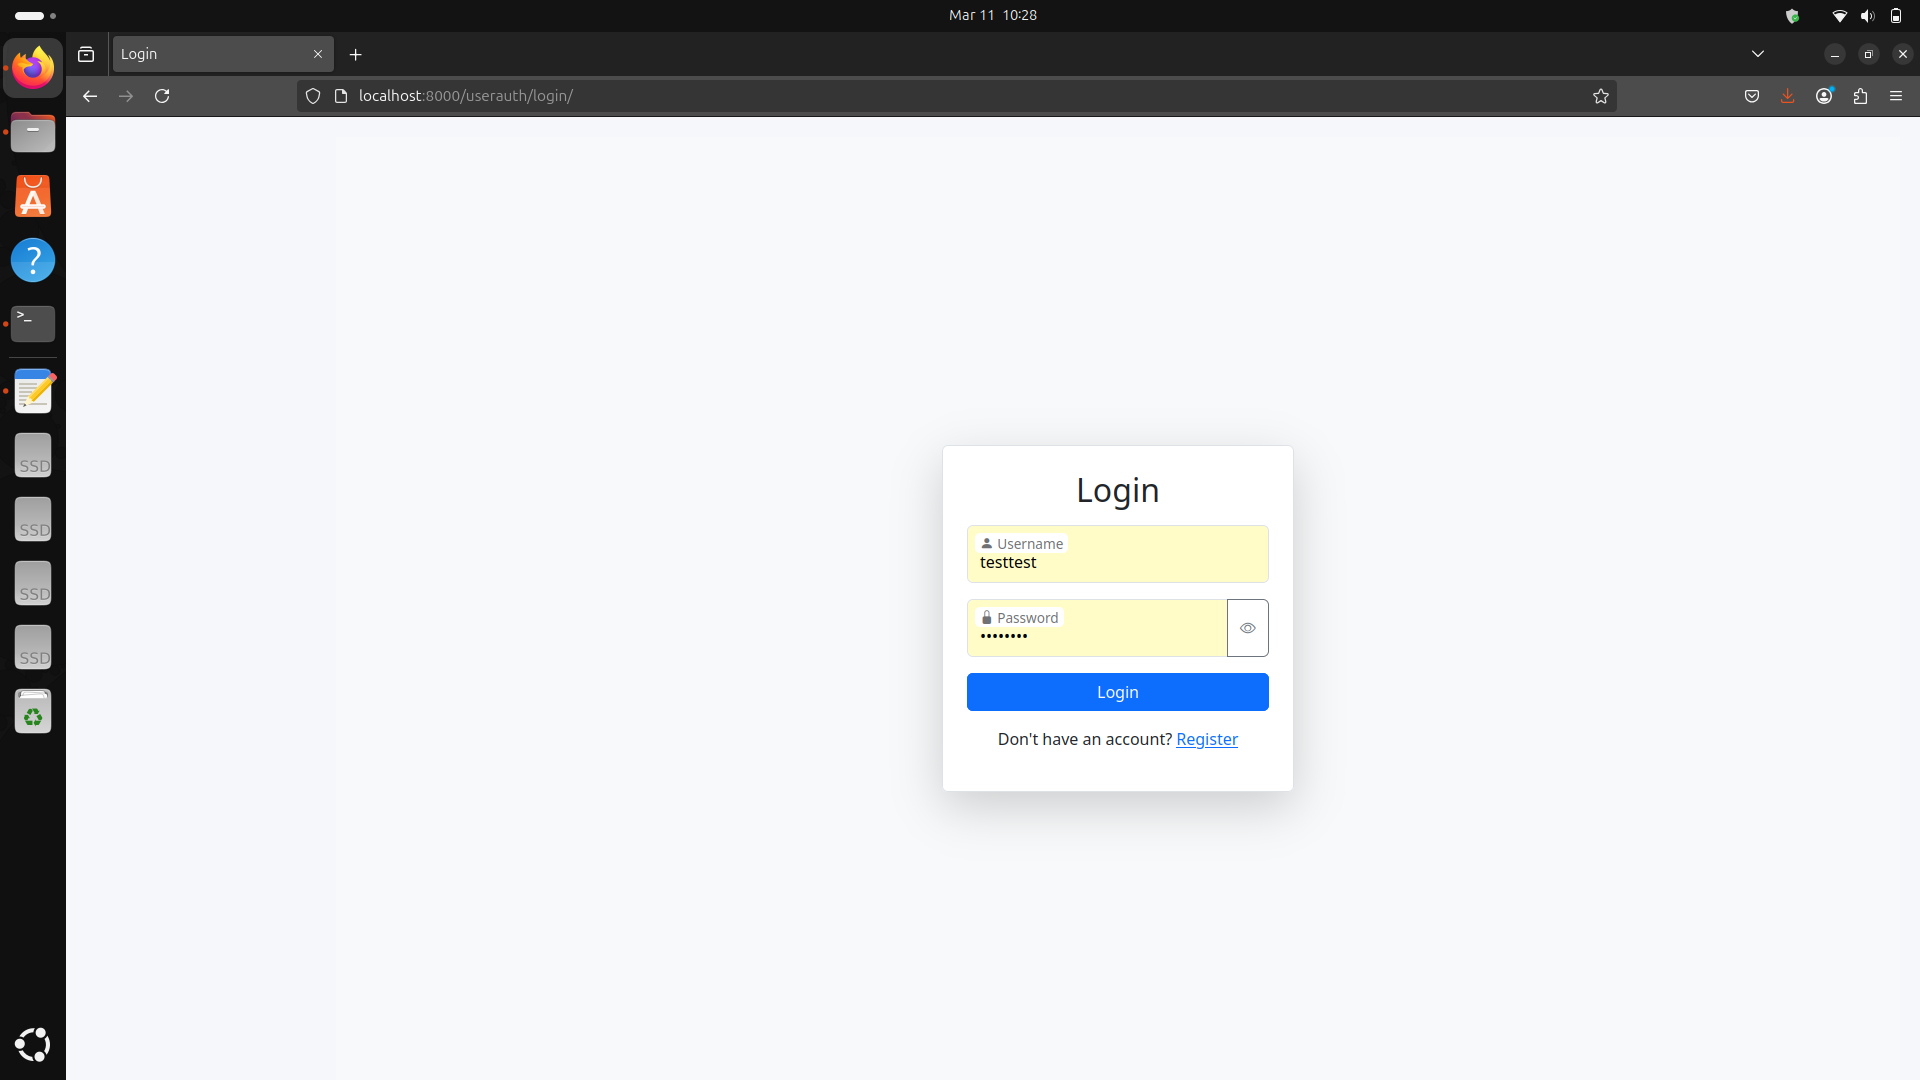 Mar 11 10:28
Login
localhost:8000/userauth/login/
>_
SSD
SSD
SSD
SSD
Login
Username
testtest
Password
••••••••
Login
Don't have an account? Register